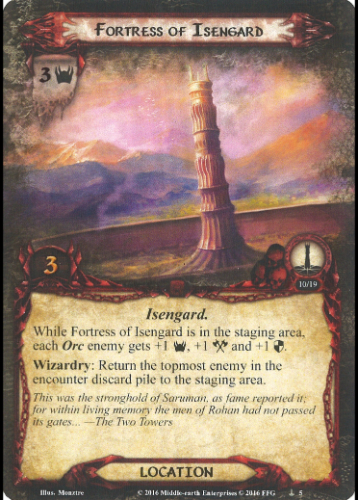 FORTRESS OF ISENGARD
3
3
10/19
Isengard.
While Fortress of Isengard is in the staging area,
each Orc enemy gets +1 , +1 and +1 .
Wizardry: Return the topmost enemy in the
encounter discard pile to the staging area.
This was the stronghold of Saruman, as fame reported it;
for within living memory the men of Rohan had not passed
its gates... —The Two Towers
LOCATION
Illus. Monztre © 2016 Middle-earth Enterprises © 2016 FFG 5